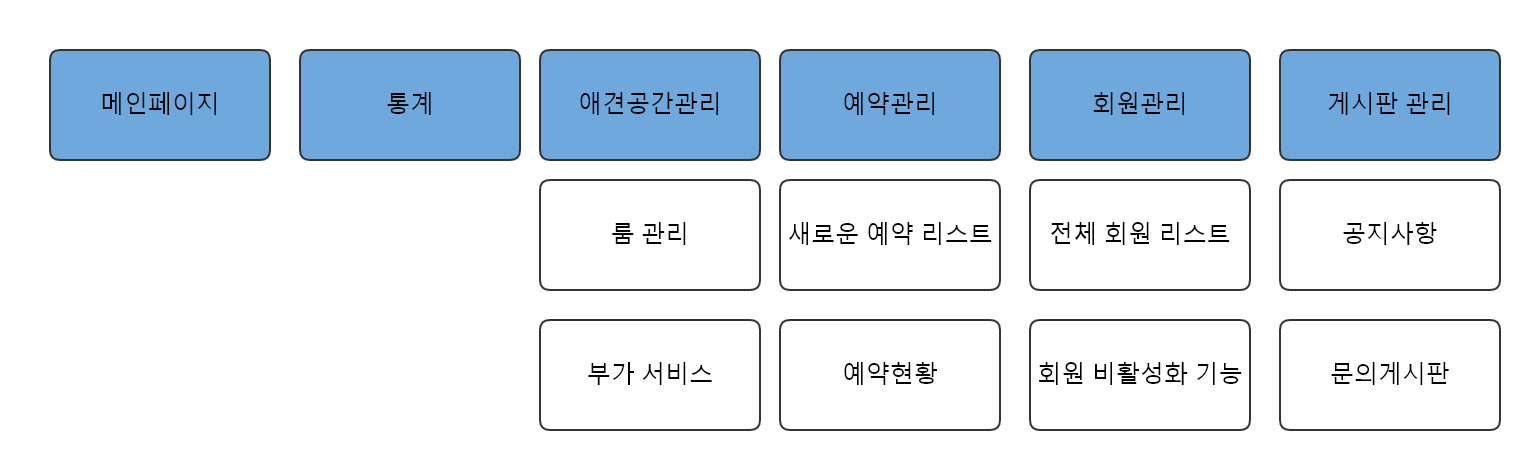 메인페이지
통계
애견공간관리
예약관리
회원관리
게시판 관리
룸 관리
새로운 예약 리스트
전체 회원 리스트
공지사항
부가 서비스
예약현황
회원 비활성화 기능
문의게시판